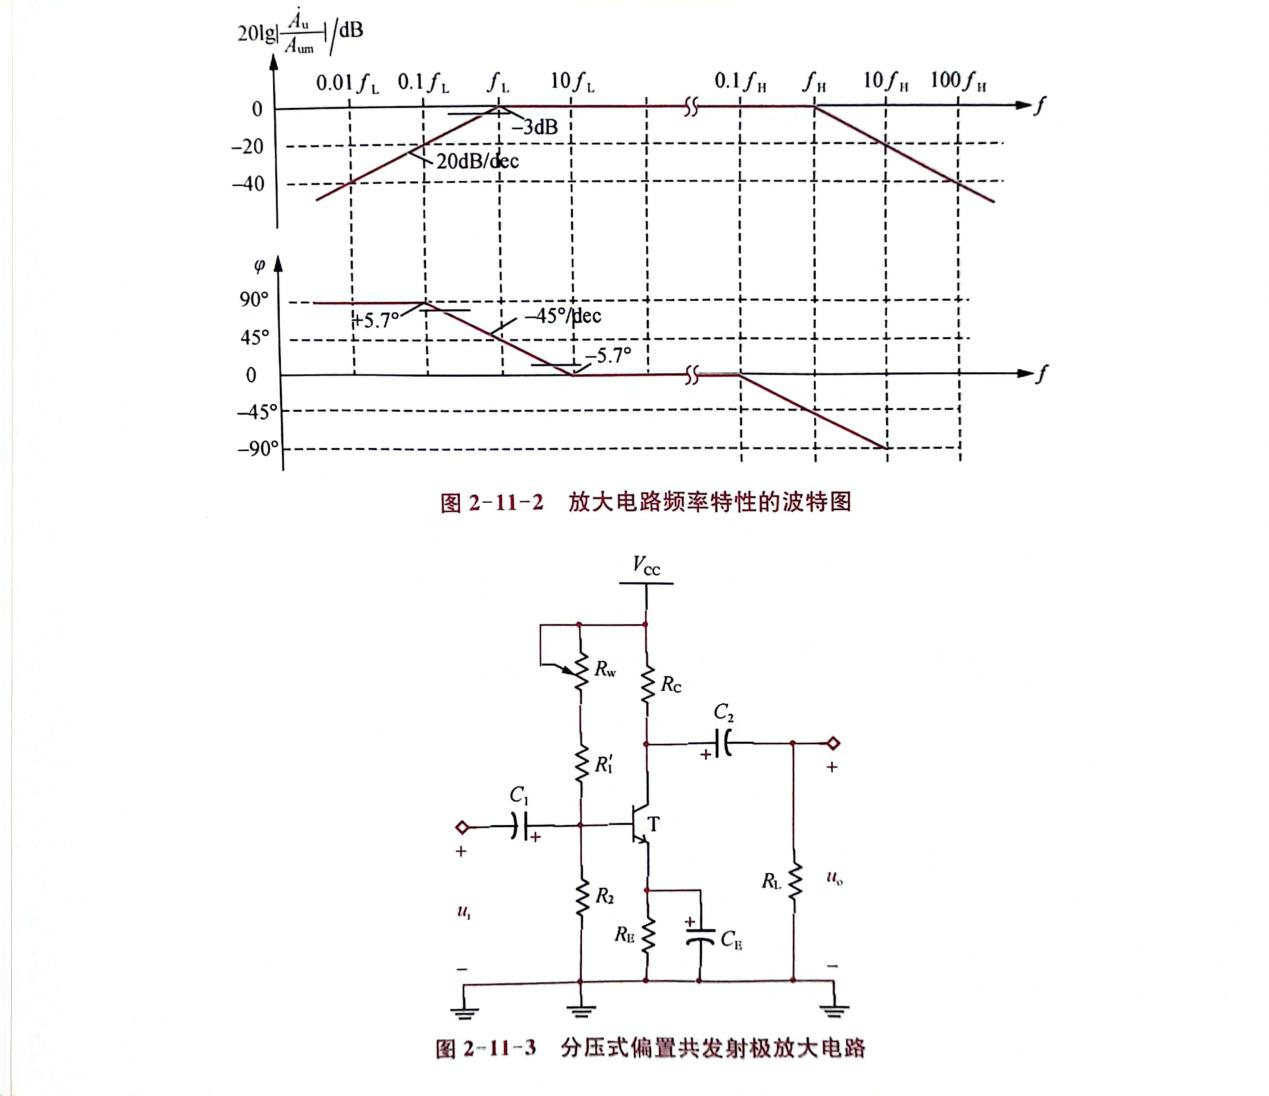 20lg|Ȧu/Aum|/dB
0.01fL 0.1fL fL 10fL 0.1fH fH 10fH 100fH
0
f
-3dB
-20
20dB/dec
-40
φ
90°
+5.7°
-45°/dec
45°
-5.7°
0
f
-45°
-90°
图 2-11-2 放大电路频率特性的波特图
VCC
Rw
RC
C2
+
+
R1′
C1
T
+
+
R2
RL
uo
ui
+
RE
CE
-
-
图 2-11-3 分压式偏置共发射极放大电路